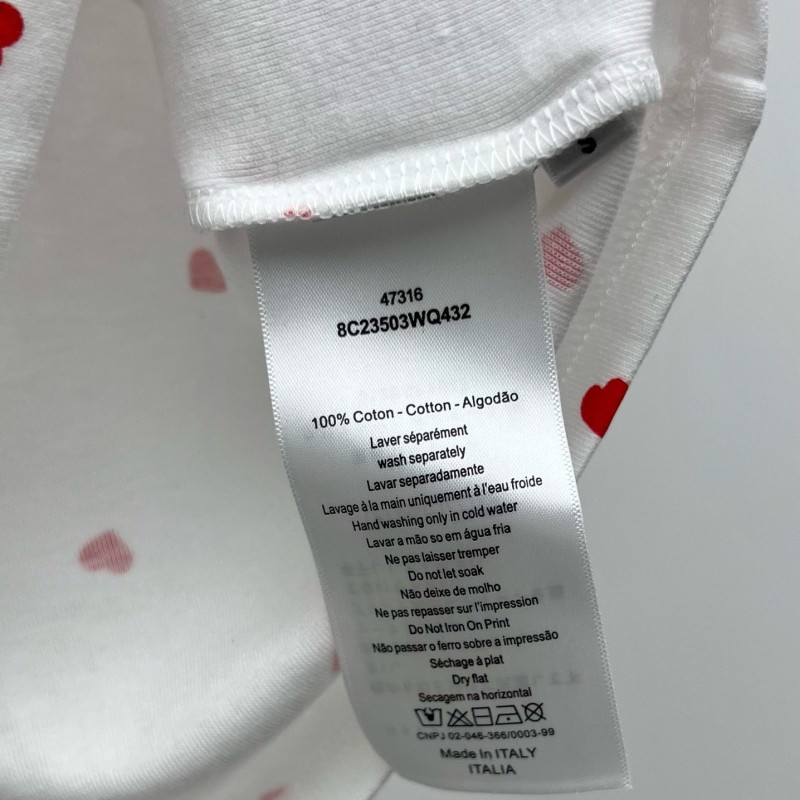 S
47316
8C23503WQ432
100% Coton - Cotton - Algodão
Laver séparément
wash separately
Lavar separadamente
Lavage à la main uniquement à l'eau froide
Hand washing only in cold water
Lavar a mão so em água fria
Ne pas laisser tremper
Do not let soak
Não deixe de molho
Ne pas repasser sur l'impression
Do Not Iron On Print
Não passar o ferro sobre a impressão
Séchage à plat
Dry flat
Secagem na horizontal
CNPJ 02-046-366/0003-99
Made In ITALY
ITALIA